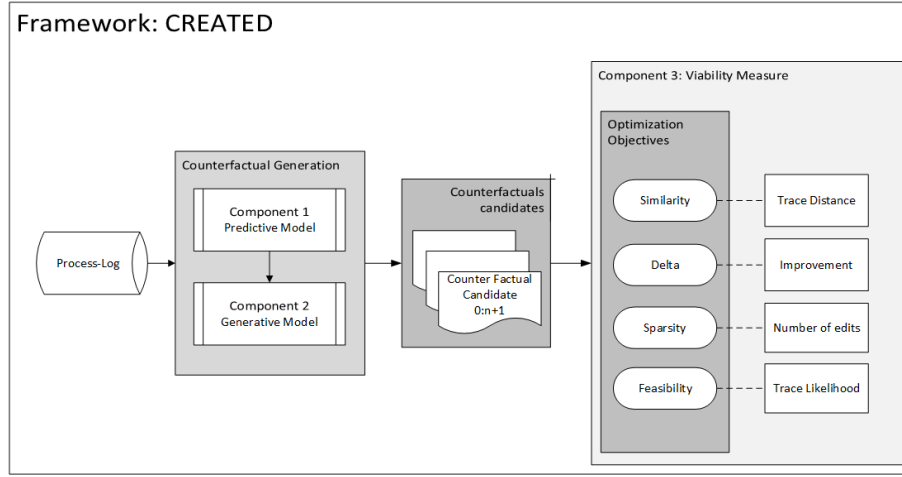 Framework: CREATED
Process-Log
Counterfactual Generation
Component 1
Predictive Model
Component 2
Generative Model
Counterfactuals
candidates
Counter Factual
Candidate
0:n+1
Component 3: Viability Measure
Optimization
Objectives
Similarity
Trace Distance
Delta
Improvement
Sparsity
Number of edits
Feasibility
Trace Likelihood